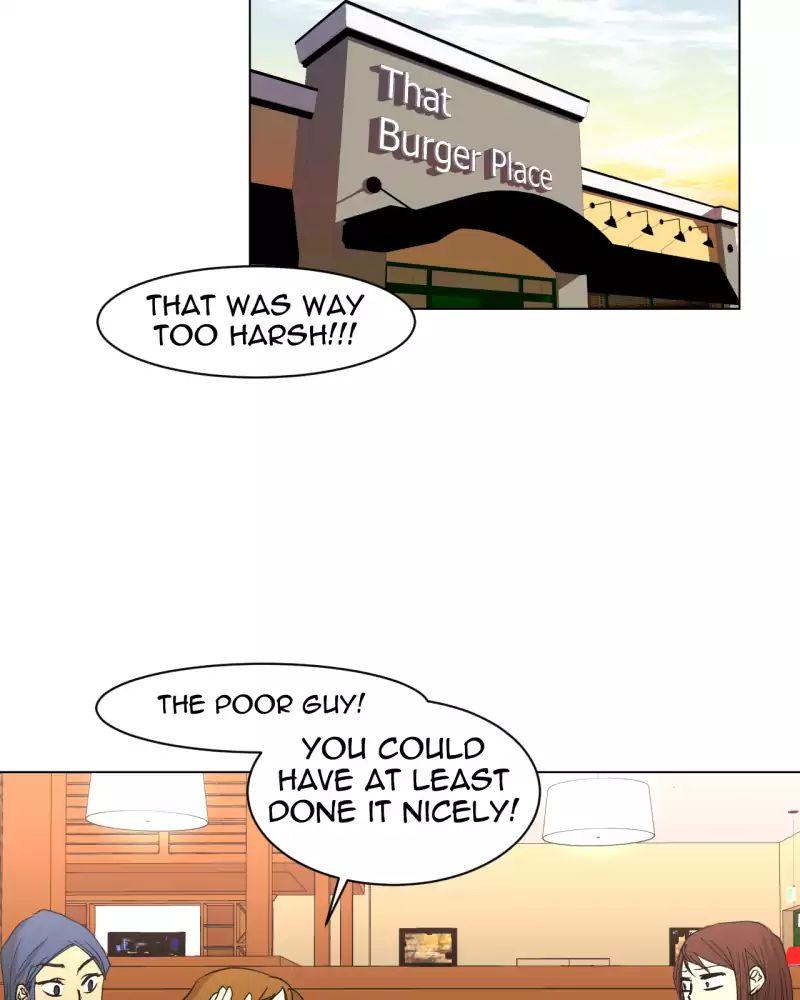 That
Burger Place
THAT WAS WAY
TOO HARSH!!!
THE POOR GUY!
YOU COULD
HAVE AT LEAST
DONE IT NICELY!